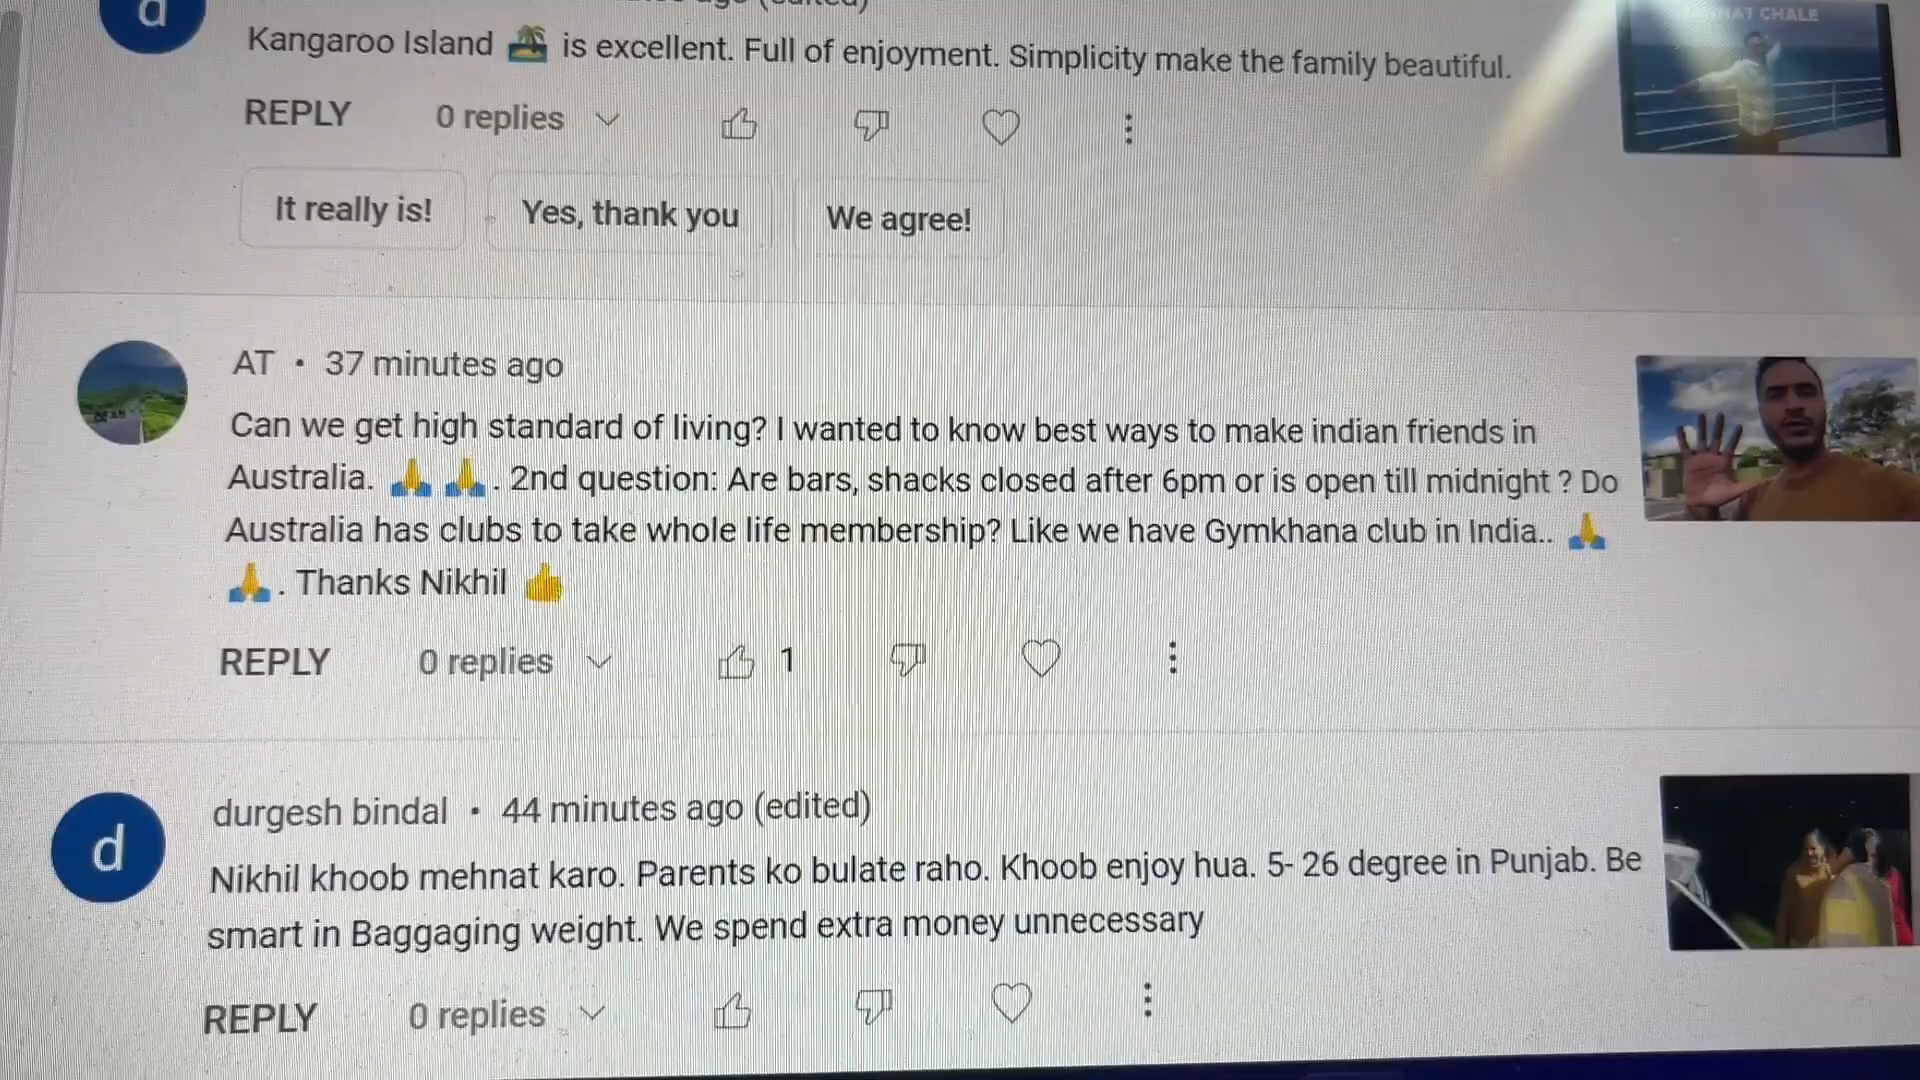 d
(edited)
Kangaroo Island 🏝️ is excellent. Full of enjoyment. Simplicity make the family beautiful.
REPLY 0 replies
It really is! Yes, thank you We agree!
AT CHALE
AT • 37 minutes ago
Can we get high standard of living? I wanted to know best ways to make indian friends in
Australia. 🙏 🙏. 2nd question: Are bars, shacks closed after 6pm or is open till midnight ? Do
Australia has clubs to take whole life membership? Like we have Gymkhana club in India.. 🙏
🙏. Thanks Nikhil 👍
REPLY 0 replies 1
d
durgesh bindal • 44 minutes ago (edited)
Nikhil khoob mehnat karo. Parents ko bulate raho. Khoob enjoy hua. 5- 26 degree in Punjab. Be
smart in Baggaging weight. We spend extra money unnecessary
REPLY 0 replies